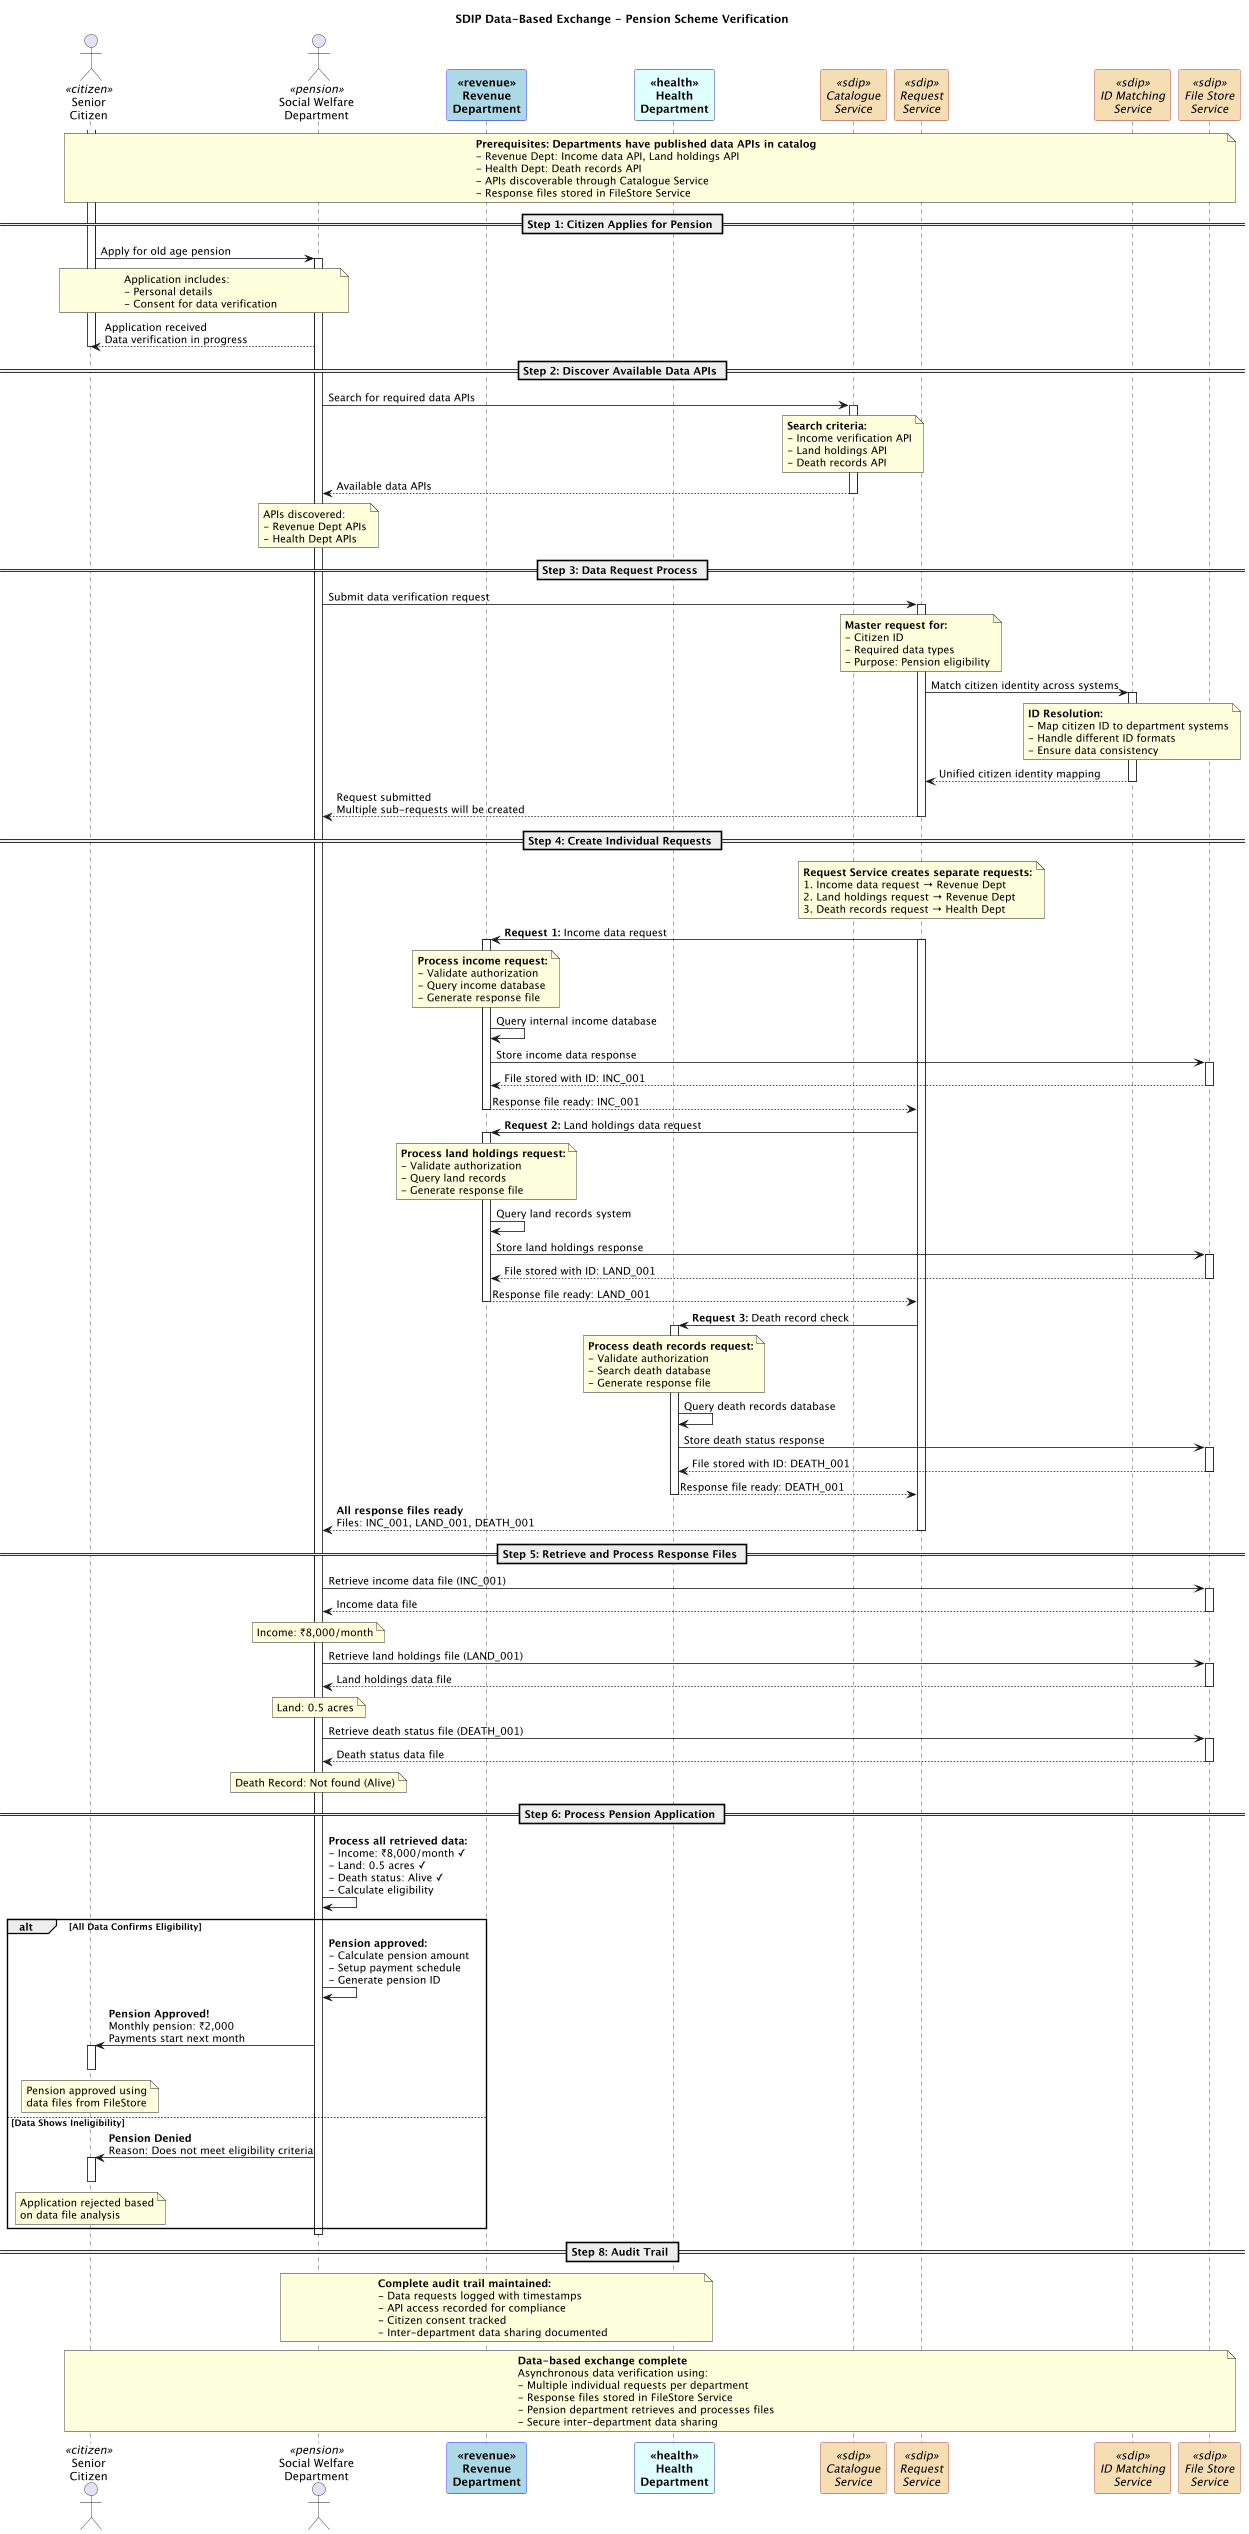 SDIP Data-Based Exchange - Pension Scheme Verification
«citizen»
Senior
Citizen
«pension»
Social Welfare
Department
«revenue»
Revenue
Department
«health»
Health
Department
«sdip»
Catalogue
Service
«sdip»
Request
Service
«sdip»
ID Matching
Service
«sdip»
File Store
Service
Prerequisites: Departments have published data APIs in catalog
- Revenue Dept: Income data API, Land holdings API
- Health Dept: Death records API
- APIs discoverable through Catalogue Service
- Response files stored in FileStore Service
Step 1: Citizen Applies for Pension
Apply for old age pension
Application includes:
- Personal details
- Consent for data verification
Application received
Data verification in progress
Step 2: Discover Available Data APIs
Search for required data APIs
Search criteria:
- Income verification API
- Land holdings API
- Death records API
Available data APIs
APIs discovered:
- Revenue Dept APIs
- Health Dept APIs
Step 3: Data Request Process
Submit data verification request
Master request for:
- Citizen ID
- Required data types
- Purpose: Pension eligibility
Match citizen identity across systems
ID Resolution:
- Map citizen ID to department systems
- Handle different ID formats
- Ensure data consistency
Unified citizen identity mapping
Request submitted
Multiple sub-requests will be created
Step 4: Create Individual Requests
Request Service creates separate requests:
1. Income data request → Revenue Dept
2. Land holdings request → Revenue Dept
3. Death records request → Health Dept
Request 1: Income data request
Process income request:
- Validate authorization
- Query income database
- Generate response file
Query internal income database
Store income data response
File stored with ID: INC_001
Response file ready: INC_001
Request 2: Land holdings data request
Process land holdings request:
- Validate authorization
- Query land records
- Generate response file
Query land records system
Store land holdings response
File stored with ID: LAND_001
Response file ready: LAND_001
Request 3: Death record check
Process death records request:
- Validate authorization
- Search death database
- Generate response file
Query death records database
Store death status response
File stored with ID: DEATH_001
Response file ready: DEATH_001
All response files ready
Files: INC_001, LAND_001, DEATH_001
Step 5: Retrieve and Process Response Files
Retrieve income data file (INC_001)
Income data file
Income: ₹8,000/month
Retrieve land holdings file (LAND_001)
Land holdings data file
Land: 0.5 acres
Retrieve death status file (DEATH_001)
Death status data file
Death Record: Not found (Alive)
Step 6: Process Pension Application
Process all retrieved data:
- Income: ₹8,000/month ✓
- Land: 0.5 acres ✓
- Death status: Alive ✓
- Calculate eligibility
alt [All Data Confirms Eligibility]
Pension approved:
- Calculate pension amount
- Setup payment schedule
- Generate pension ID
Pension Approved!
Monthly pension: ₹2,000
Payments start next month
Pension approved using
data files from FileStore
[Data Shows Ineligibility]
Pension Denied
Reason: Does not meet eligibility criteria
Application rejected based
on data file analysis
Step 8: Audit Trail
Complete audit trail maintained:
- Data requests logged with timestamps
- API access recorded for compliance
- Citizen consent tracked
- Inter-department data sharing documented
Data-based exchange complete
Asynchronous data verification using:
- Multiple individual requests per department
- Response files stored in FileStore Service
- Pension department retrieves and processes files
- Secure inter-department data sharing
«citizen»
Senior
Citizen
«pension»
Social Welfare
Department
«revenue»
Revenue
Department
«health»
Health
Department
«sdip»
Catalogue
Service
«sdip»
Request
Service
«sdip»
ID Matching
Service
«sdip»
File Store
Service